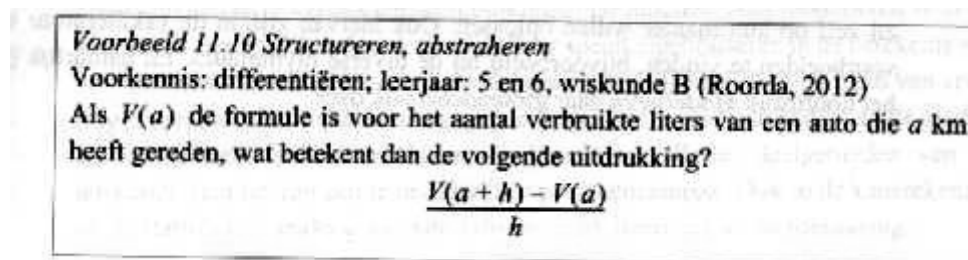 Voorbeeld 11.10 Structureren, abstraheren
Voorkennis: differentiëren; leerjaar: 5 en 6, wiskunde B (Roorda, 2012)
Als V(a) de formule is voor het aantal verbruikte liters van een auto die a km
heeft gereden, wat betekent dan de volgende uitdrukking?
V(a + h) – V(a)
h